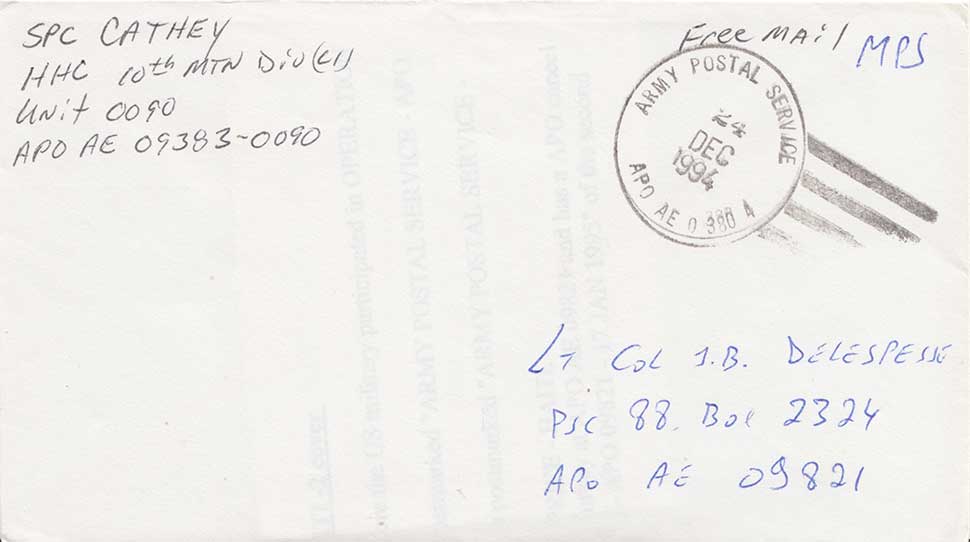 SPC CATHEY
HHC 10th MTN Div (LI)
Unit 0090
APO AE 09383-0090
Free Mail
MPS
ARMY POSTAL SERVICE
24
DEC
1994
APO AE
Lt Col J.B. DELESPESSE
PSC 88, Box 2324
APO AE 09821